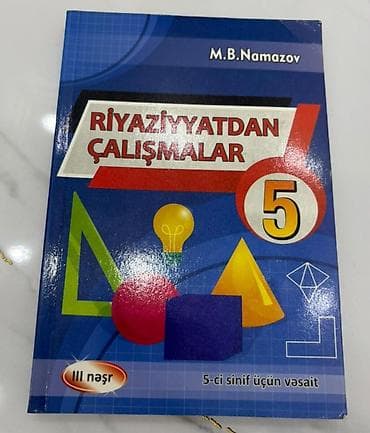 M.B.Namazov
RİYAZİYYATDAN
ÇALIŞMALAR
5
III nəşr
5-ci sinif üçün vəsait